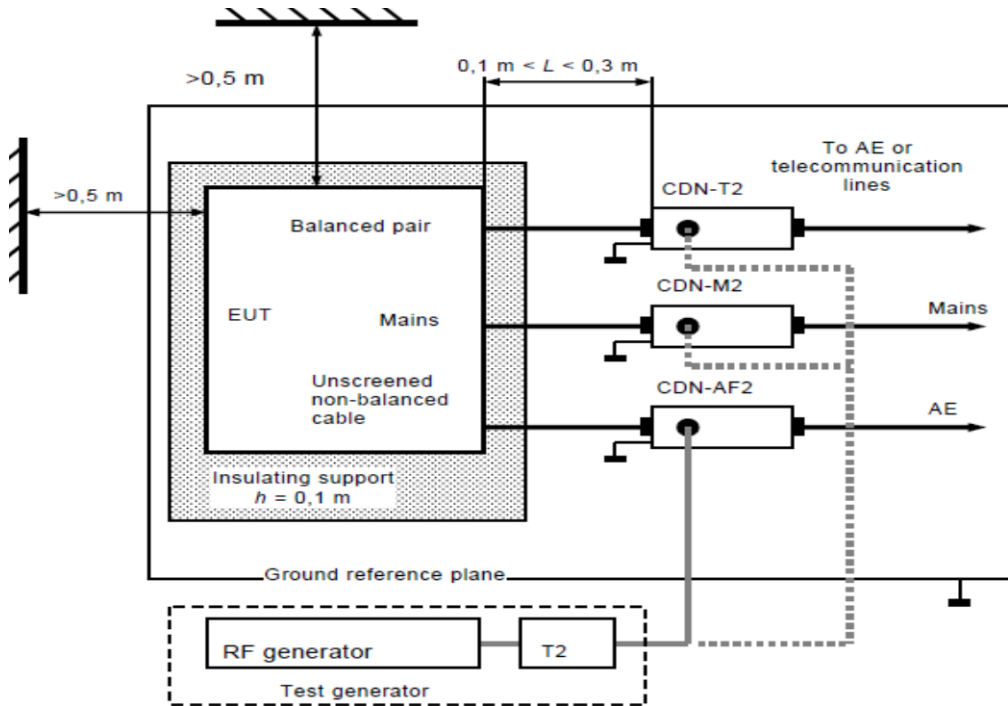 >0,5 m
0,1 m < L < 0,3 m
>0,5 m
To AE or
telecommunication
lines
CDN-T2
Balanced pair
CDN-M2
EUT
Mains
Mains
Unscreened
non-balanced
cable
CDN-AF2
AE
Insulating support
h = 0,1 m
Ground reference plane
RF generator
T2
Test generator